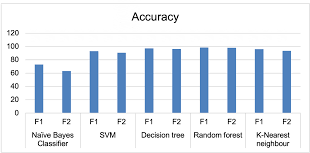 Accuracy
120
100
80
60
40
20
0
F1 F2 F1 F2 F1 F2 F1 F2 F1 F2
Naïve Bayes Classifier SVM Decision tree Random forest K-Nearest neighbour